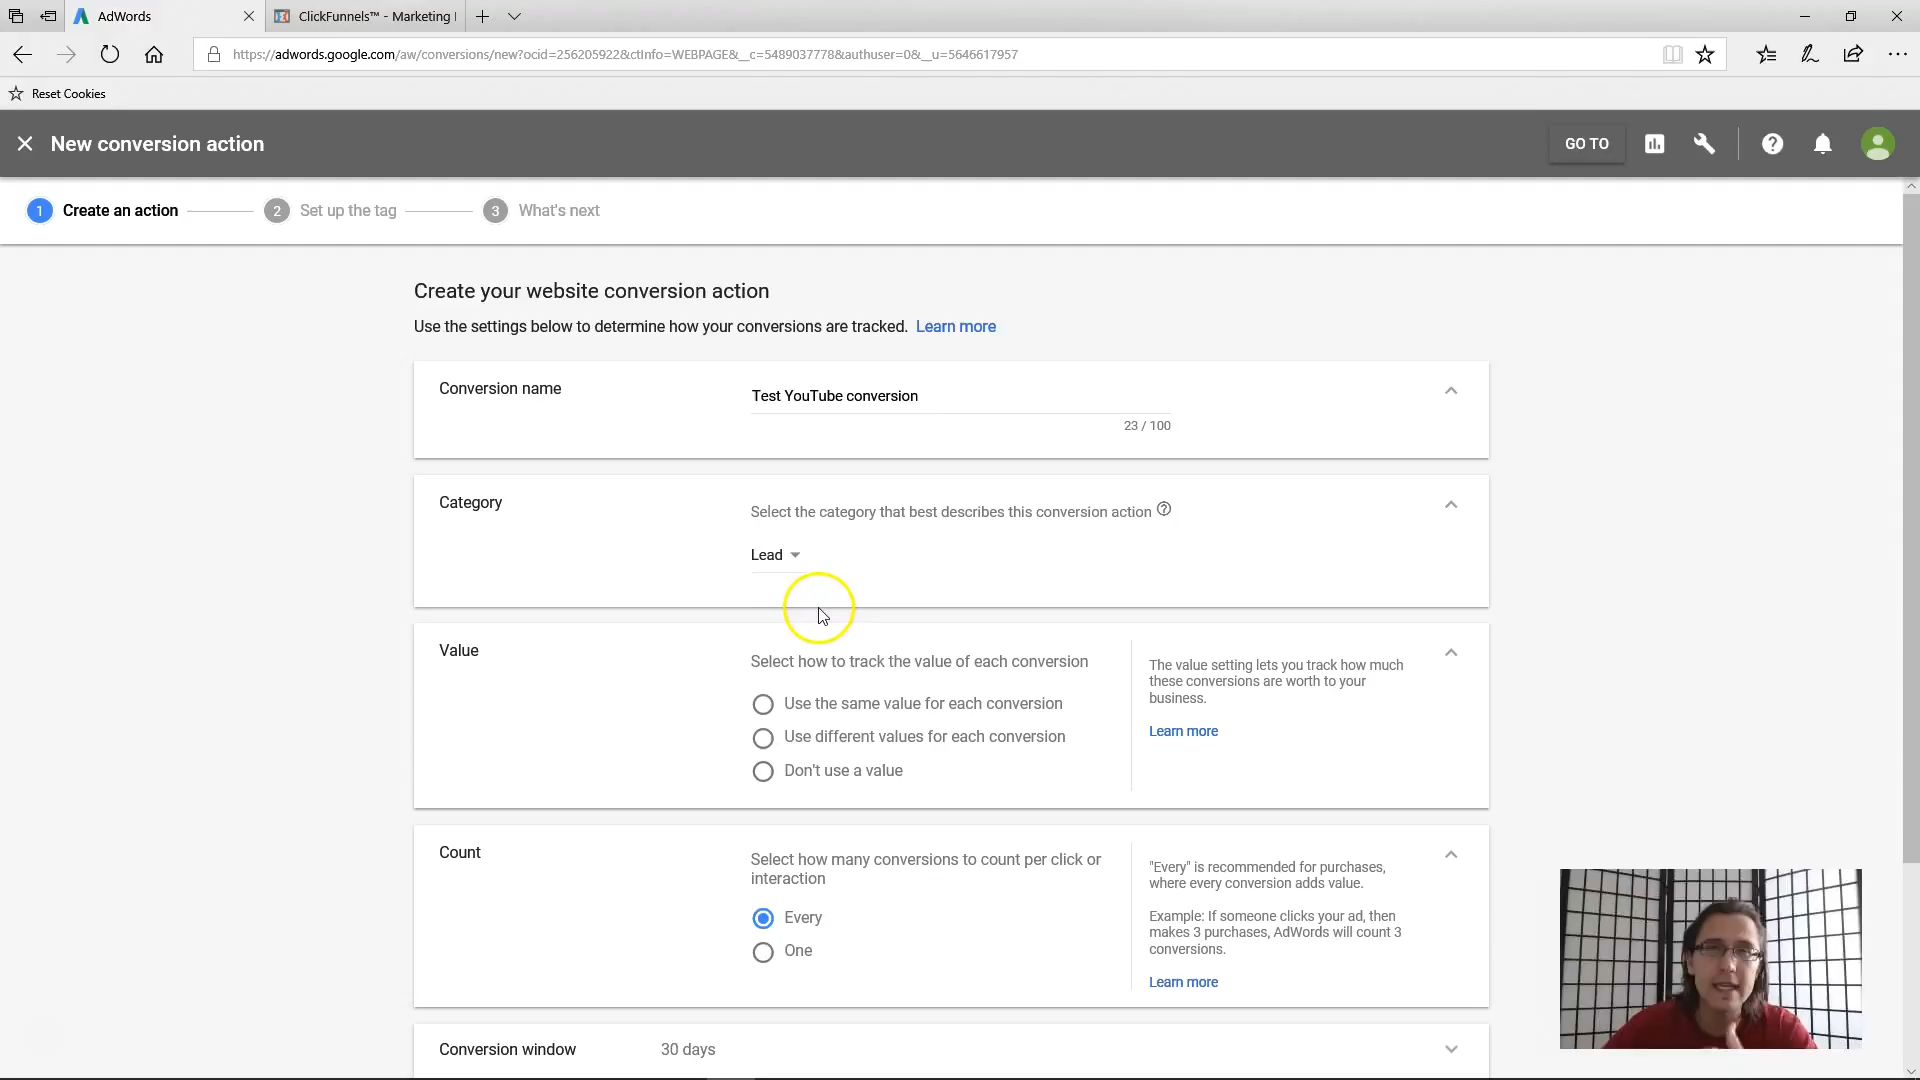 AdWords
ClickFunnels™ - Marketing
https://adwords.google.com/aw/conversions/new?ocid=256205922&ctInfo=WEBPAGE&__c=5489037778&authuser=0&__u=5646617957
Reset Cookies
New conversion action
GO TO
1 Create an action
2 Set up the tag
3 What's next
Create your website conversion action
Use the settings below to determine how your conversions are tracked. Learn more
Conversion name
Test YouTube conversion
23 / 100
Category
Select the category that best describes this conversion action
Lead
Value
Select how to track the value of each conversion
Use the same value for each conversion
Use different values for each conversion
Don't use a value
The value setting lets you track how much
these conversions are worth to your
business.
Learn more
Count
Select how many conversions to count per click or
interaction
Every
One
"Every" is recommended for purchases,
where every conversion adds value.
Example: If someone clicks your ad, then
makes 3 purchases, AdWords will count 3
conversions.
Learn more
Conversion window
30 days